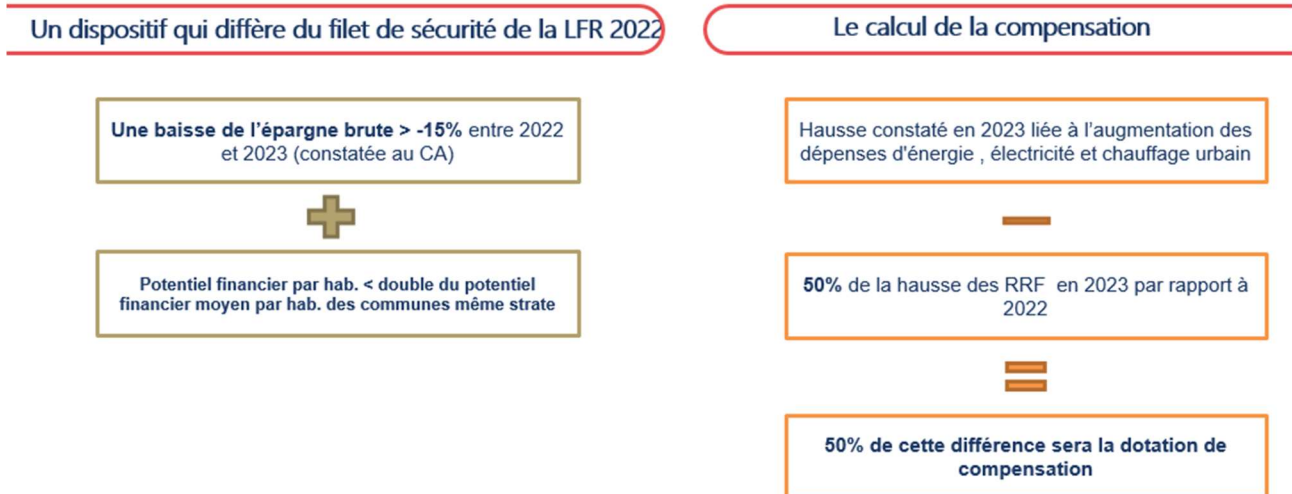 Un dispositif qui diffère du filet de sécurité de la LFR 2022
Une baisse de l'épargne brute > -15% entre 2022
et 2023 (constatée au CA)
Potentiel financier par hab. < double du potentiel
financier moyen par hab. des communes même strate
Le calcul de la compensation
Hausse constaté en 2023 liée à l'augmentation des
dépenses d'énergie , électricité et chauffage urbain
50% de la hausse des RRF en 2023 par rapport à
2022
50% de cette différence sera la dotation de
compensation